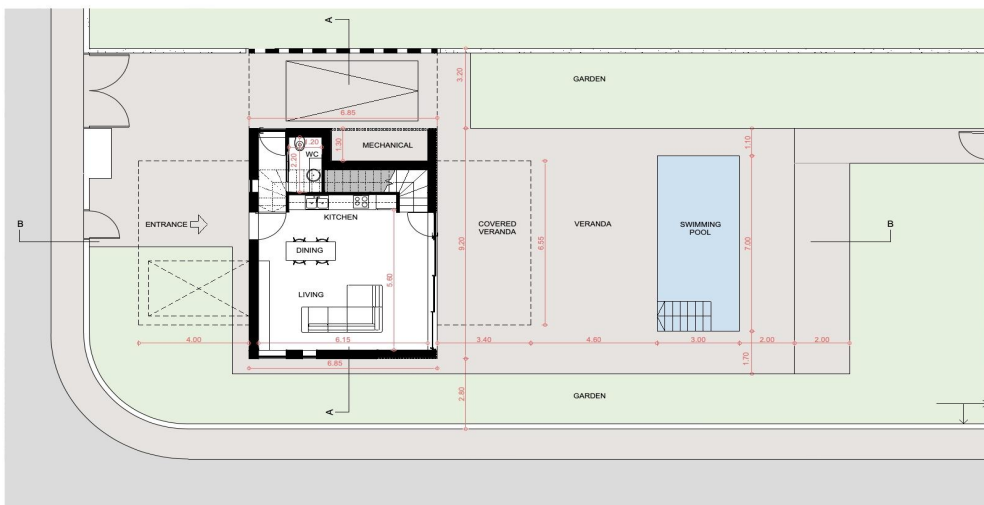 A
GARDEN
3.20
6.85
1.30
MECHANICAL
1.20
WC
2.20
1.10
B
ENTRANCE
KITCHEN
DINING
LIVING
5.60
COVERED
VERANDA
9.20
6.55
VERANDA
SWIMMING
POOL
7.00
B
4.00
6.15
3.40
4.60
3.00
2.00
2.00
6.85
1.70
2.80
A
GARDEN